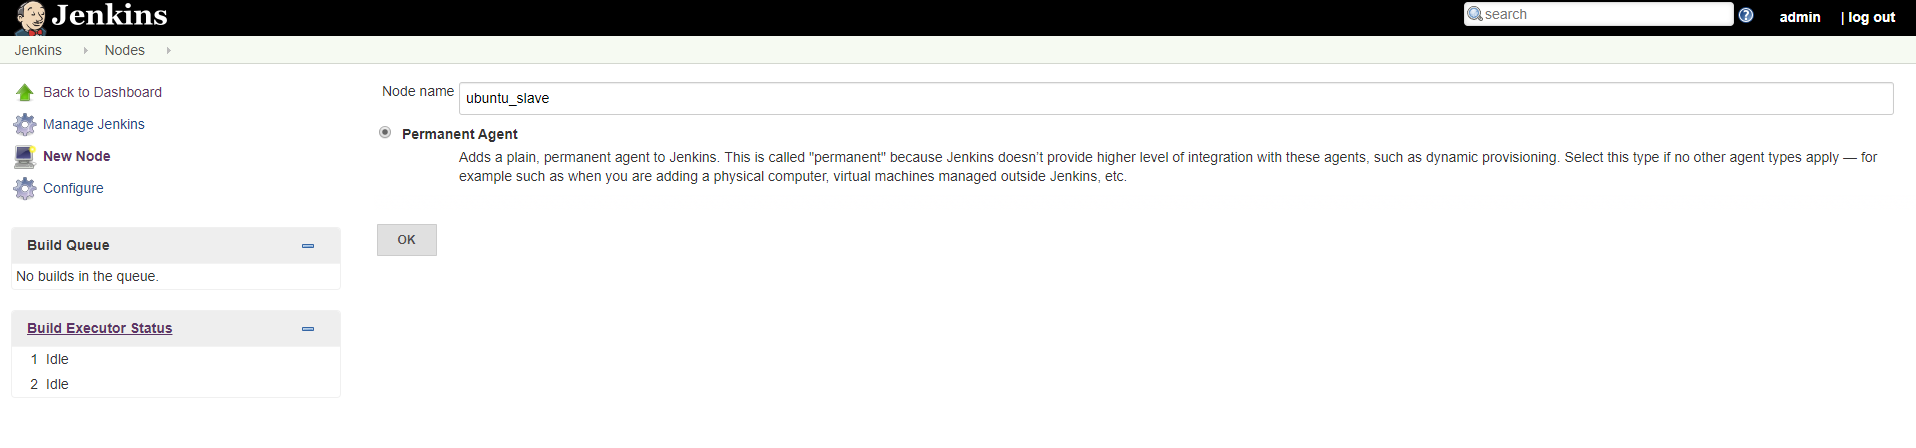 Jenkins
search
admin
| log out
Jenkins
Nodes
Back to Dashboard
Manage Jenkins
New Node
Configure
Build Queue
No builds in the queue.
Build Executor Status
1 Idle
2 Idle
Node name
ubuntu_slave
Permanent Agent
Adds a plain, permanent agent to Jenkins. This is called "permanent" because Jenkins doesn’t provide higher level of integration with these agents, such as dynamic provisioning. Select this type if no other agent types apply — for
example such as when you are adding a physical computer, virtual machines managed outside Jenkins, etc.
OK